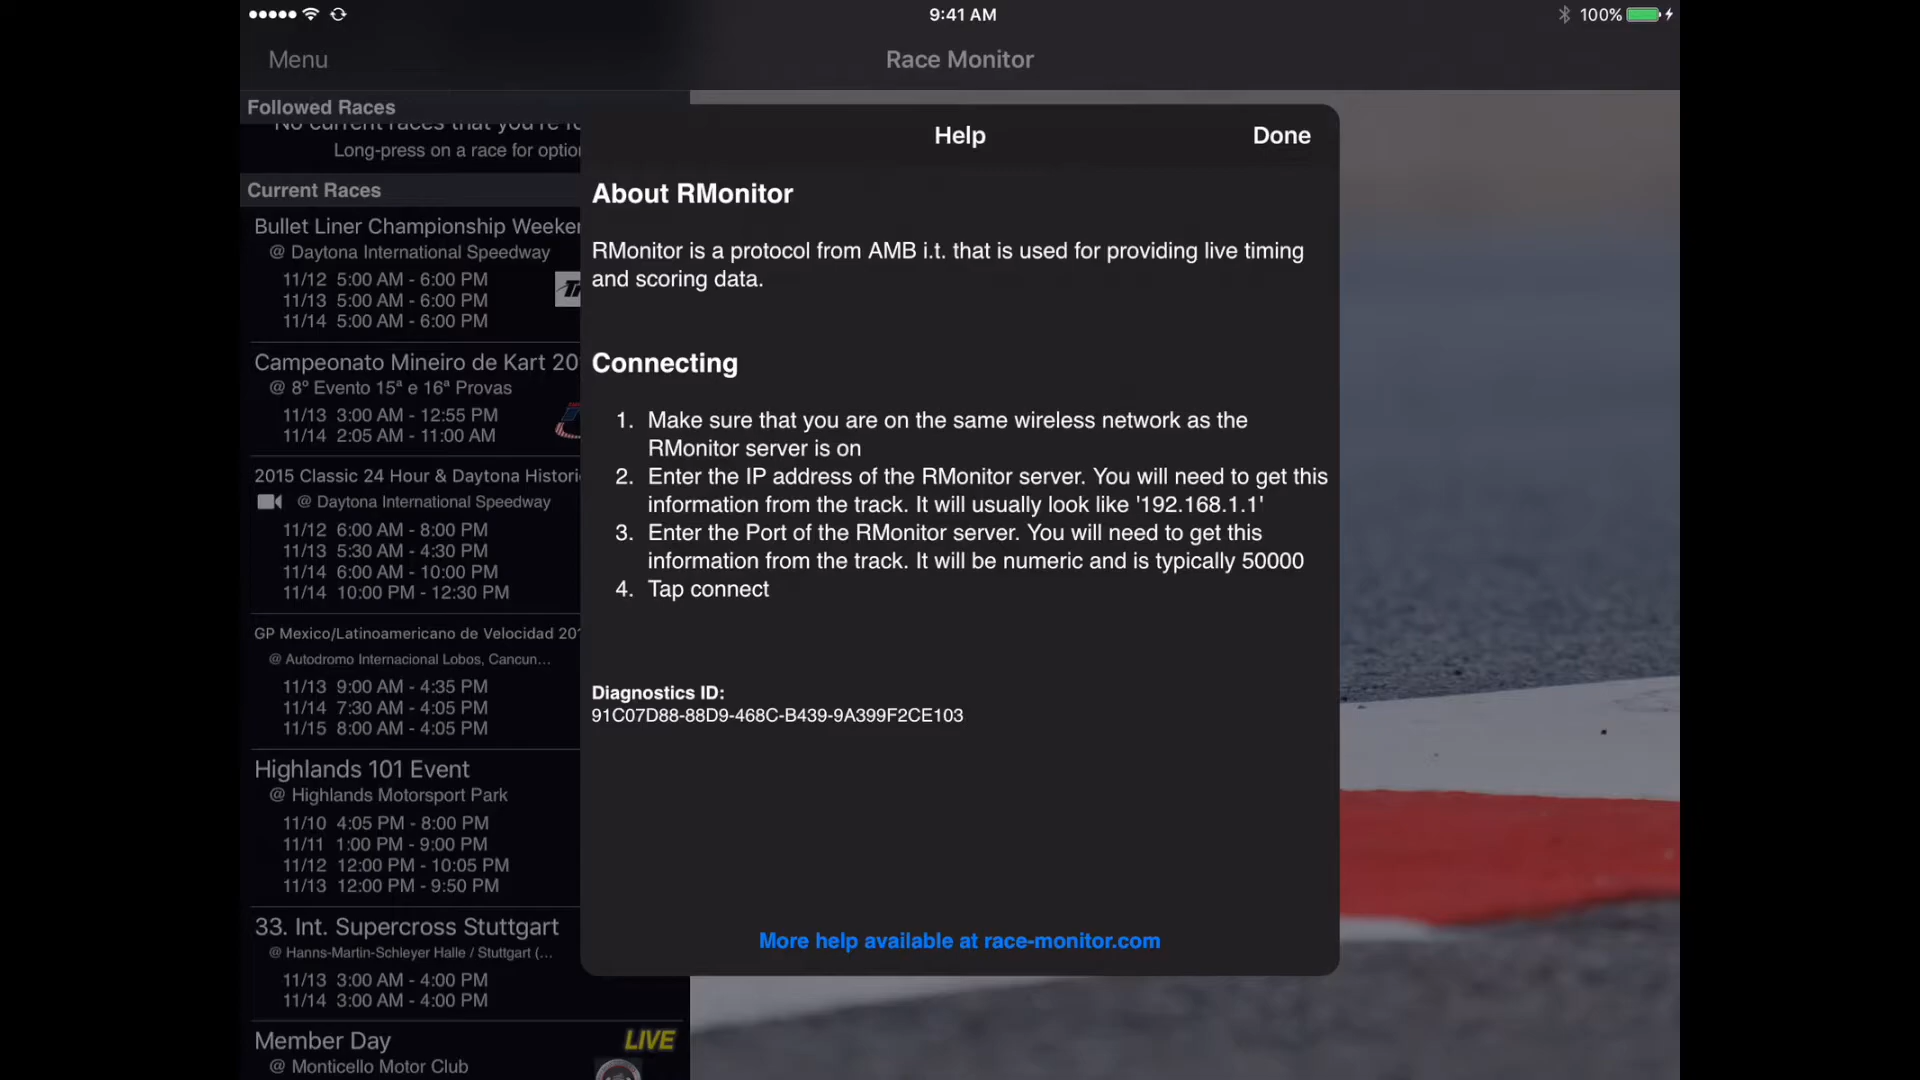 9:41 AM
100%
Menu
Race Monitor
Followed Races
No current races that you're fo
Long-press on a race for optio
Current Races
Bullet Liner Championship Weeke
@ Daytona International Speedway
11/12 5:00 AM - 6:00 PM
11/13 5:00 AM - 6:00 PM
11/14 5:00 AM - 6:00 PM
Campeonato Mineiro de Kart 20
@ 8º Evento 15ª e 16ª Provas
11/13 3:00 AM - 12:55 PM
11/14 2:05 AM - 11:00 AM
2015 Classic 24 Hour & Daytona Histori
@ Daytona International Speedway
11/12 6:00 AM - 8:00 PM
11/13 5:30 AM - 4:30 PM
11/14 6:00 AM - 10:00 PM
11/14 10:00 PM - 12:30 PM
GP Mexico/Latinoamericano de Velocidad 201
@ Autodromo Internacional Lobos, Cancun...
11/13 9:00 AM - 4:35 PM
11/14 7:30 AM - 4:05 PM
11/15 8:00 AM - 4:05 PM
Highlands 101 Event
@ Highlands Motorsport Park
11/10 4:05 PM - 8:00 PM
11/11 1:00 PM - 9:00 PM
11/12 12:00 PM - 10:05 PM
11/13 12:00 PM - 9:50 PM
33. Int. Supercross Stuttgart
@ Hanns-Martin-Schleyer Halle / Stuttgart (...
11/13 3:00 AM - 4:00 PM
11/14 3:00 AM - 4:00 PM
Member Day
LIVE
@ Monticello Motor Club
Help
Done
About RMonitor
RMonitor is a protocol from AMB i.t. that is used for providing live timing
and scoring data.
Connecting
1. Make sure that you are on the same wireless network as the
RMonitor server is on
2. Enter the IP address of the RMonitor server. You will need to get this
information from the track. It will usually look like '192.168.1.1'
3. Enter the Port of the RMonitor server. You will need to get this
information from the track. It will be numeric and is typically 50000
4. Tap connect
Diagnostics ID:
91C07D88-88D9-468C-B439-9A399F2CE103
More help available at race-monitor.com